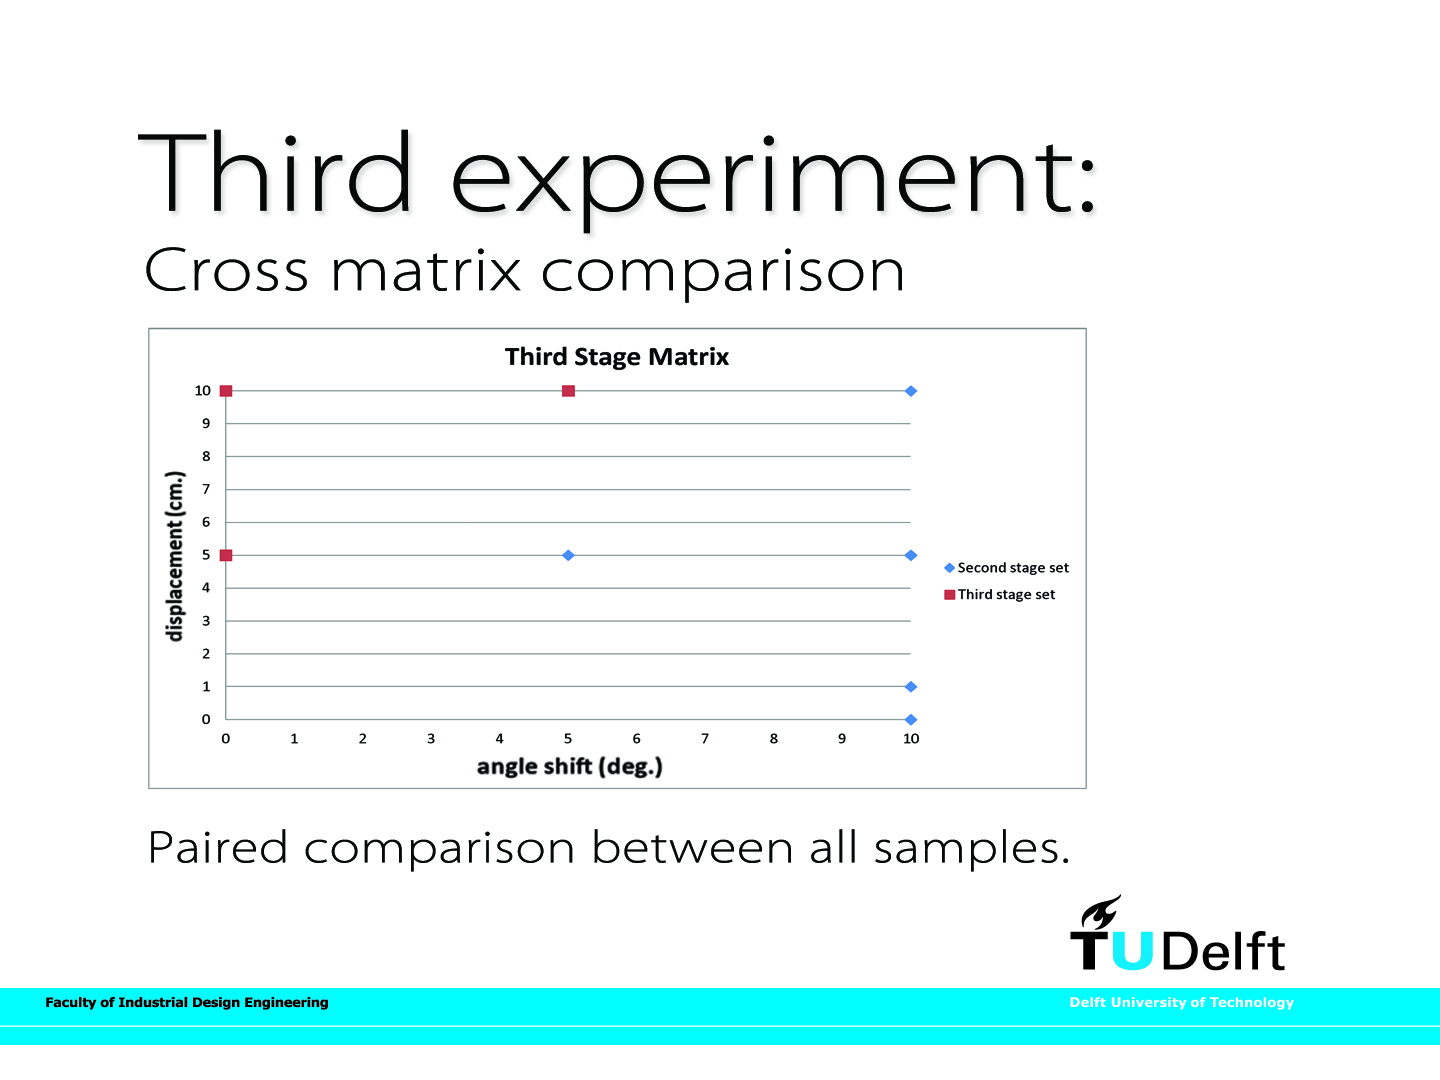 Third experiment:
Cross matrix comparison
Third Stage Matrix
10
9
8
7
6
5
4
3
2
1
0
displacement (cm.)
0 1 2 3 4 5 6 7 8 9 10
angle shift (deg.)
Second stage set
Third stage set
Paired comparison between all samples.
TU Delft
Faculty of Industrial Design Engineering
Delft University of Technology